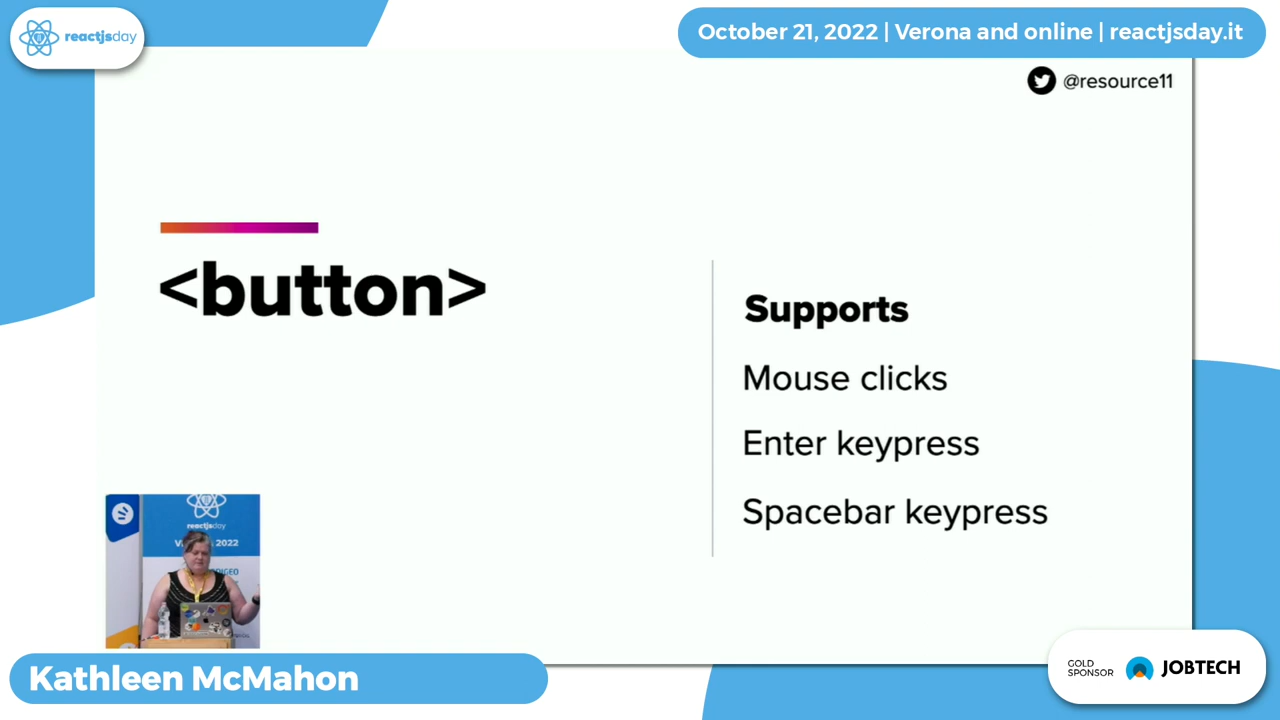 reactjsday
October 21, 2022 | Verona and online | reactjsday.it
@resource11
<button>
Supports
Mouse clicks
Enter keypress
Spacebar keypress
reactjsday
2022
Kathleen McMahon
GOLD
SPONSOR
JOBTECH